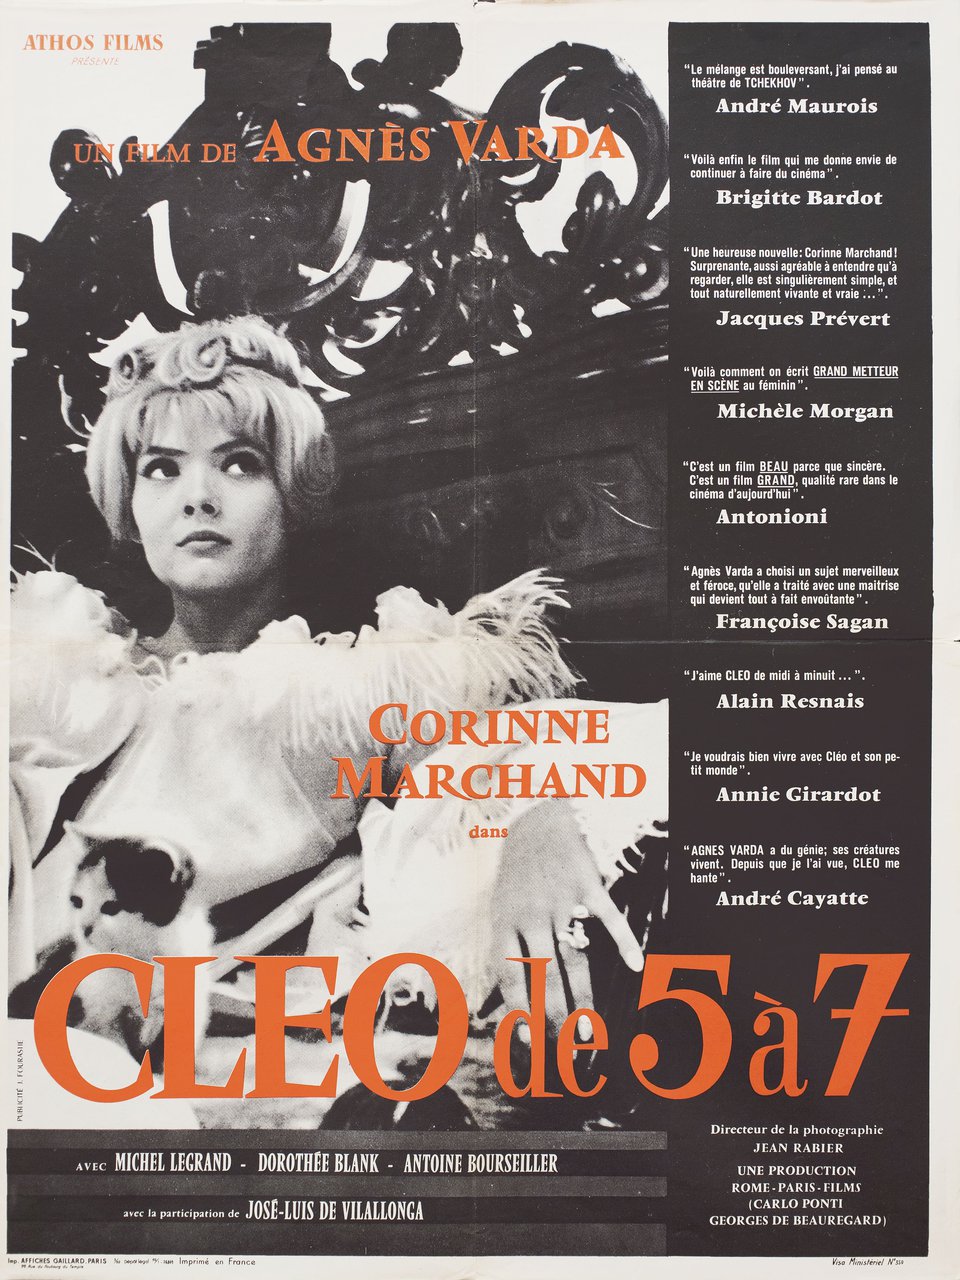 ATHOS FILMS
PRÉSENTE
UN FILM DE AGNÈS VARDA
"Le mélange est bouleversant, j'ai pensé au
théâtre de TCHEKHOV".
André Maurois
"Voilà enfin le film qui me donne envie de
continuer à faire du cinéma".
Brigitte Bardot
"Une heureuse nouvelle: Corinne Marchand!
Surprenante, aussi agréable à entendre qu'à
regarder, elle est singulièrement simple, et
tout naturellement vivante et vraie ...".
Jacques Prévert
"Voilà comment on écrit GRAND METTEUR
EN SCÈNE au féminin".
Michèle Morgan
"C'est un film BEAU parce que sincère.
C'est un film GRAND, qualité rare dans le
cinéma d'aujourd'hui".
Antonioni
"Agnès Varda a choisi un sujet merveilleux
et féroce, qu'elle a traité avec une maitrise
qui devient tout à fait envoûtante".
Françoise Sagan
"J'aime CLEO de midi à minuit ... ".
Alain Resnais
"Je voudrais bien vivre avec Cléo et son pe-
tit monde".
Annie Girardot
"AGNES VARDA a du génie; ses créatures
vivent. Depuis que je l'ai vue, CLEO me
hante".
André Cayatte
CORINNE
MARCHAND
dans
CLEO de 5 à 7
PUBLICITÉ J. FOURASTIE
AVEC MICHEL LEGRAND - DOROTHÉE BLANK - ANTOINE BOURSEILLER
avec la participation de JOSÉ-LUIS DE VILALLONGA
Directeur de la photographie
JEAN RABIER
UNE PRODUCTION
ROME-PARIS-FILMS
(CARLO PONTI
GEORGES DE BEAUREGARD)
Imp. AFFICHES GAILLARD. PARIS Imprimé en France
Visa Ministériel N°